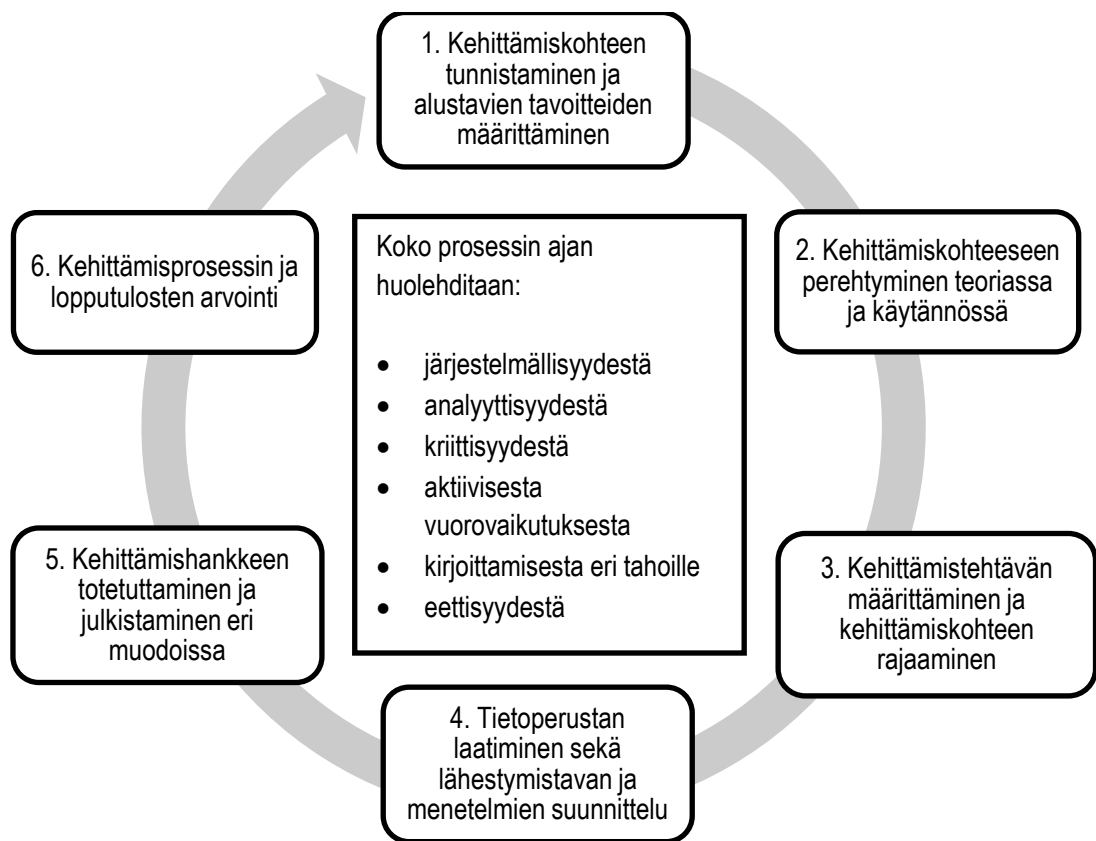 1. Kehittämiskohteen
tunnistaminen ja
alustavien tavoitteiden
määrittäminen
2. Kehittämiskohteeseen
perehtyminen teoriassa
ja käytännössä
3. Kehittämistehtävän
määrittäminen ja
kehittämiskohteen
rajaaminen
4. Tietoperustan
laatiminen sekä
lähestymistavan ja
menetelmien suunnittelu
5. Kehittämishankkeen
totetuttaminen ja
julkistaminen eri
muodoissa
6. Kehittämisprosessin ja
lopputulosten arvointi
Koko prosessin ajan
huolehditaan:
• järjestelmällisyydestä
• analyyttisyydestä
• kriittisyydestä
• aktiivisesta
vuorovaikutuksesta
• kirjoittamisesta eri tahoille
• eettisyydestä